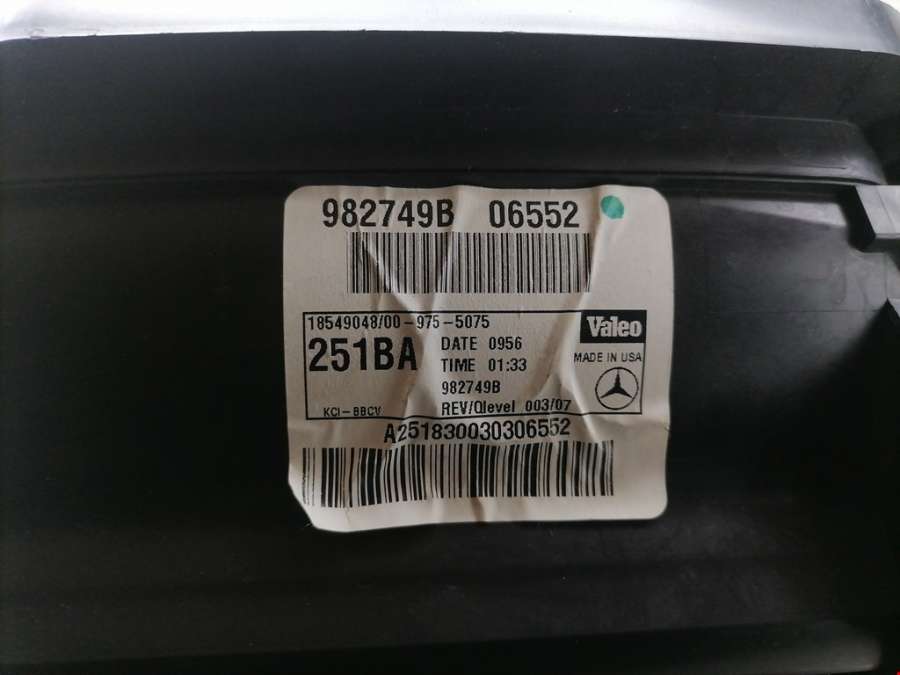 982749B 06552
18549048/00-975-5075
251BA
DATE 0956
TIME 01:33
982749B
REV/Qlevel 003/07
KCI-BBCV
Valeo
MADE IN USA
A251830030306552